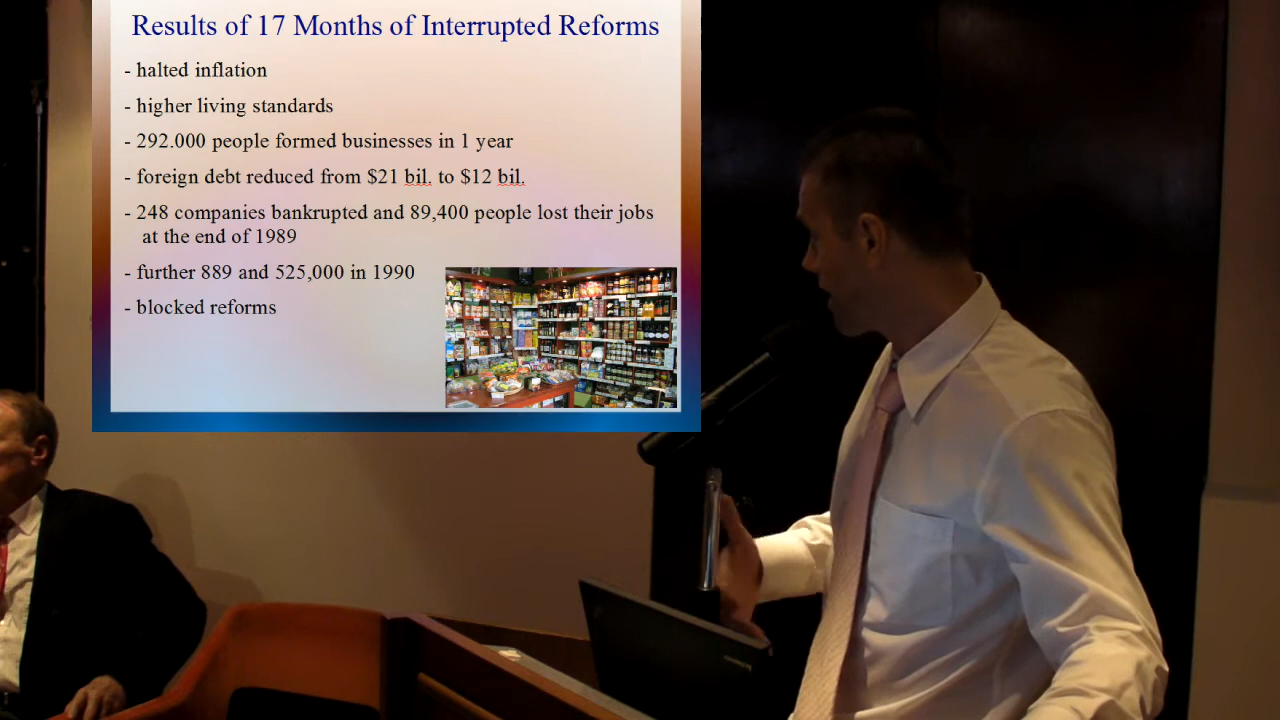 Results of 17 Months of Interrupted Reforms
- halted inflation
- higher living standards
- 292.000 people formed businesses in 1 year
- foreign debt reduced from $21 bil. to $12 bil.
- 248 companies bankrupted and 89,400 people lost their jobs
at the end of 1989
- further 889 and 525,000 in 1990
- blocked reforms